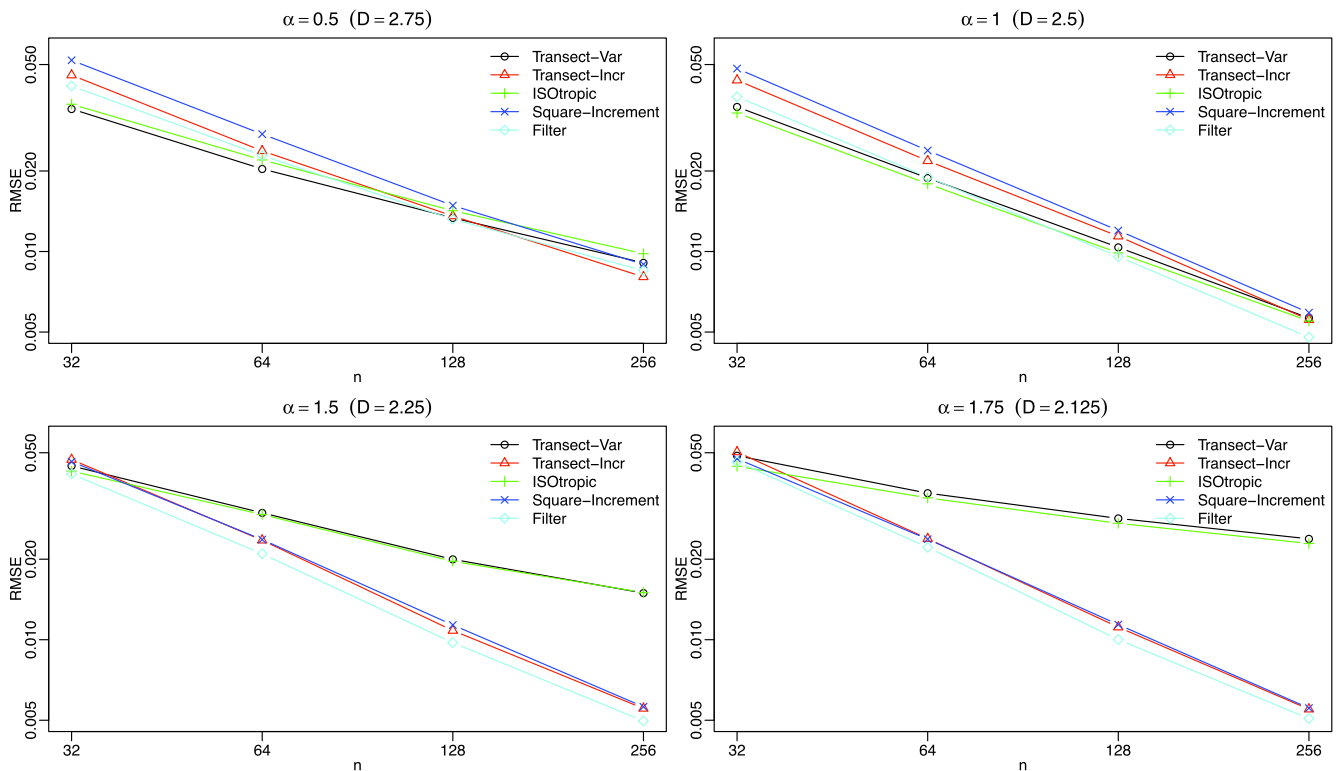 α = 0.5 (D = 2.75)
RMSE
0.050
0.020
0.010
0.005
Transect−Var
Transect−Incr
ISOtropic
Square−Increment
Filter
32 64 128 256
n
α = 1 (D = 2.5)
RMSE
0.050
0.020
0.010
0.005
Transect−Var
Transect−Incr
ISOtropic
Square−Increment
Filter
32 64 128 256
n
α = 1.5 (D = 2.25)
RMSE
0.050
0.020
0.010
0.005
Transect−Var
Transect−Incr
ISOtropic
Square−Increment
Filter
32 64 128 256
n
α = 1.75 (D = 2.125)
RMSE
0.050
0.020
0.010
0.005
Transect−Var
Transect−Incr
ISOtropic
Square−Increment
Filter
32 64 128 256
n